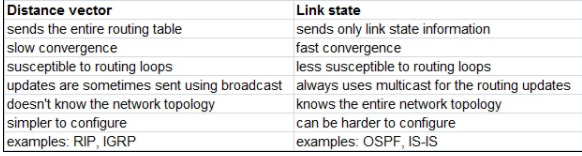 Distance vector Link state
sends the entire routing table sends only link state information
slow convergence fast convergence
susceptible to routing loops less susceptible to routing loops
updates are sometimes sent using broadcast always uses multicast for the routing updates
doesn't know the network topology knows the entire network topology
simpler to configure can be harder to configure
examples: RIP, IGRP examples: OSPF, IS-IS